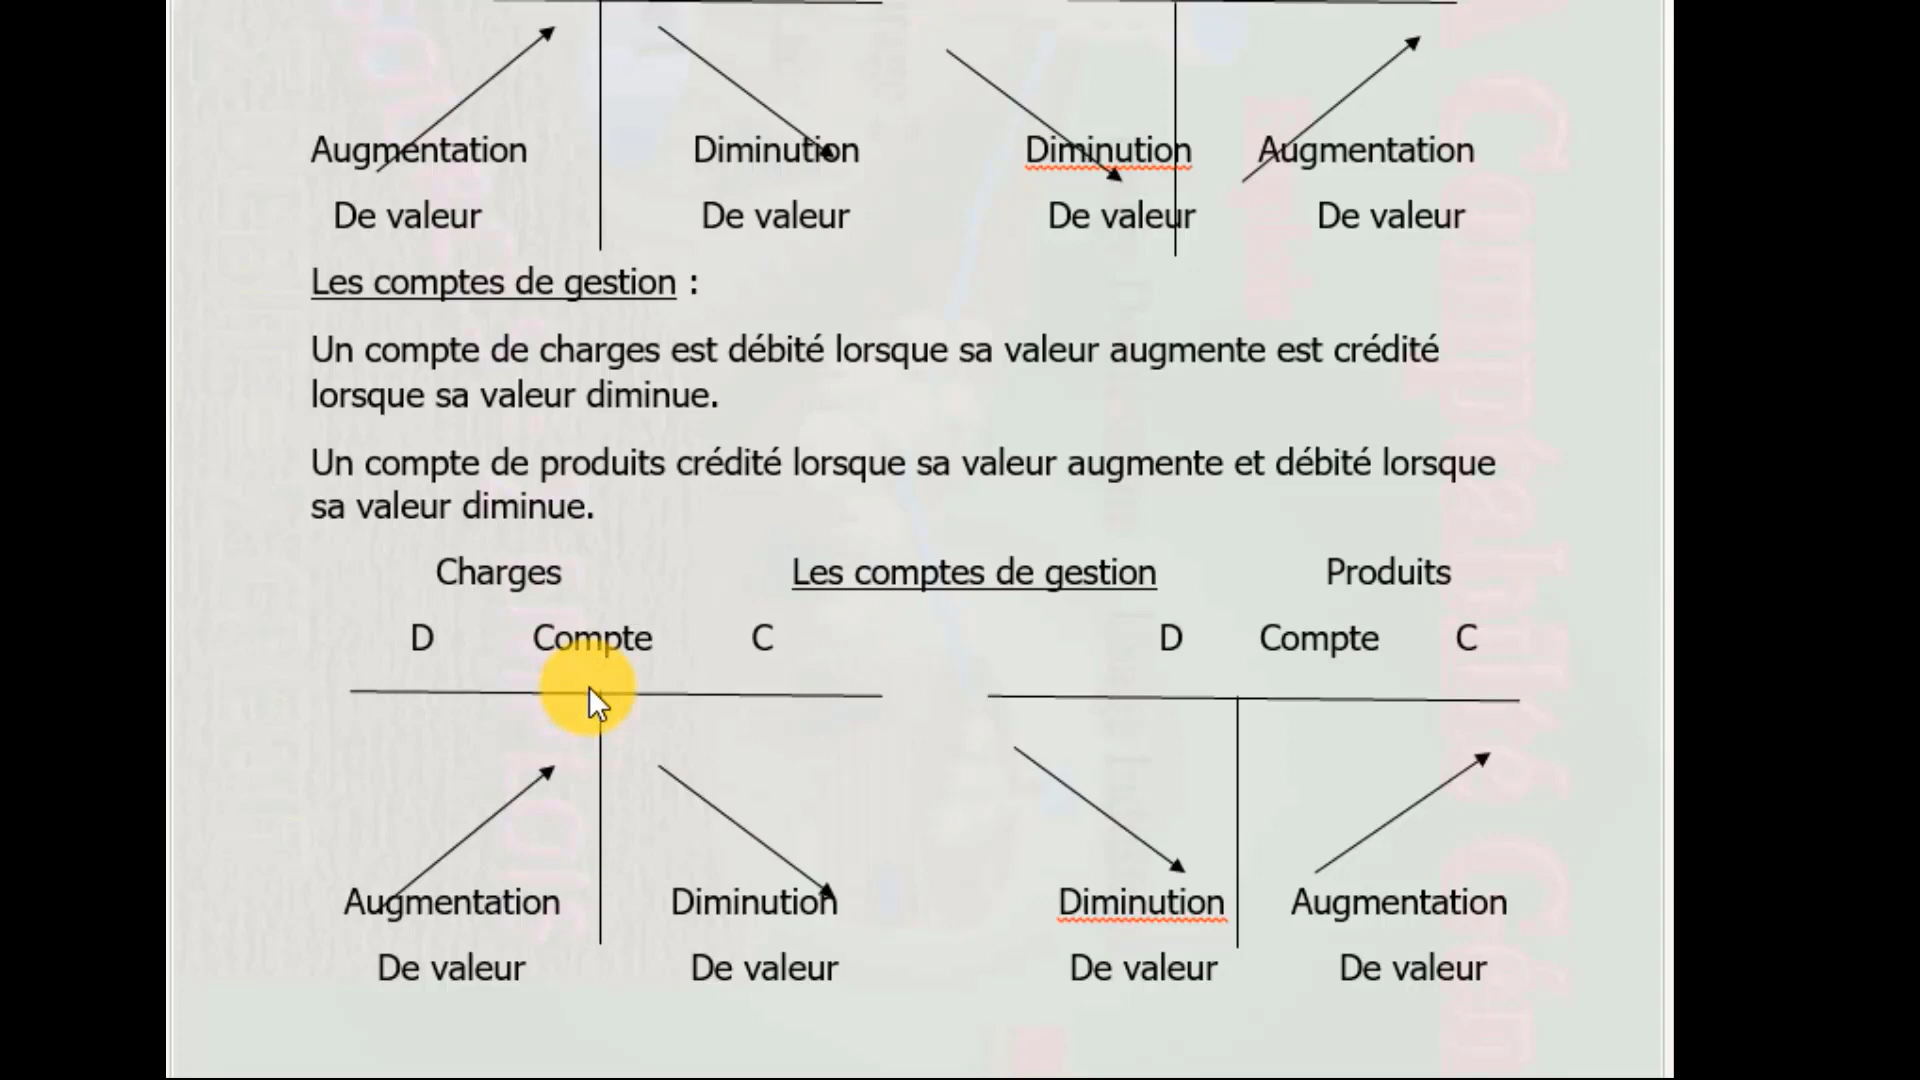 Augmentation Diminution Diminution Augmentation
De valeur De valeur De valeur De valeur
Les comptes de gestion :
Un compte de charges est débité lorsque sa valeur augmente est crédité
lorsque sa valeur diminue.
Un compte de produits crédité lorsque sa valeur augmente et débité lorsque
sa valeur diminue.
Charges Les comptes de gestion Produits
D Compte C D Compte C
Augmentation Diminution Diminution Augmentation
De valeur De valeur De valeur De valeur